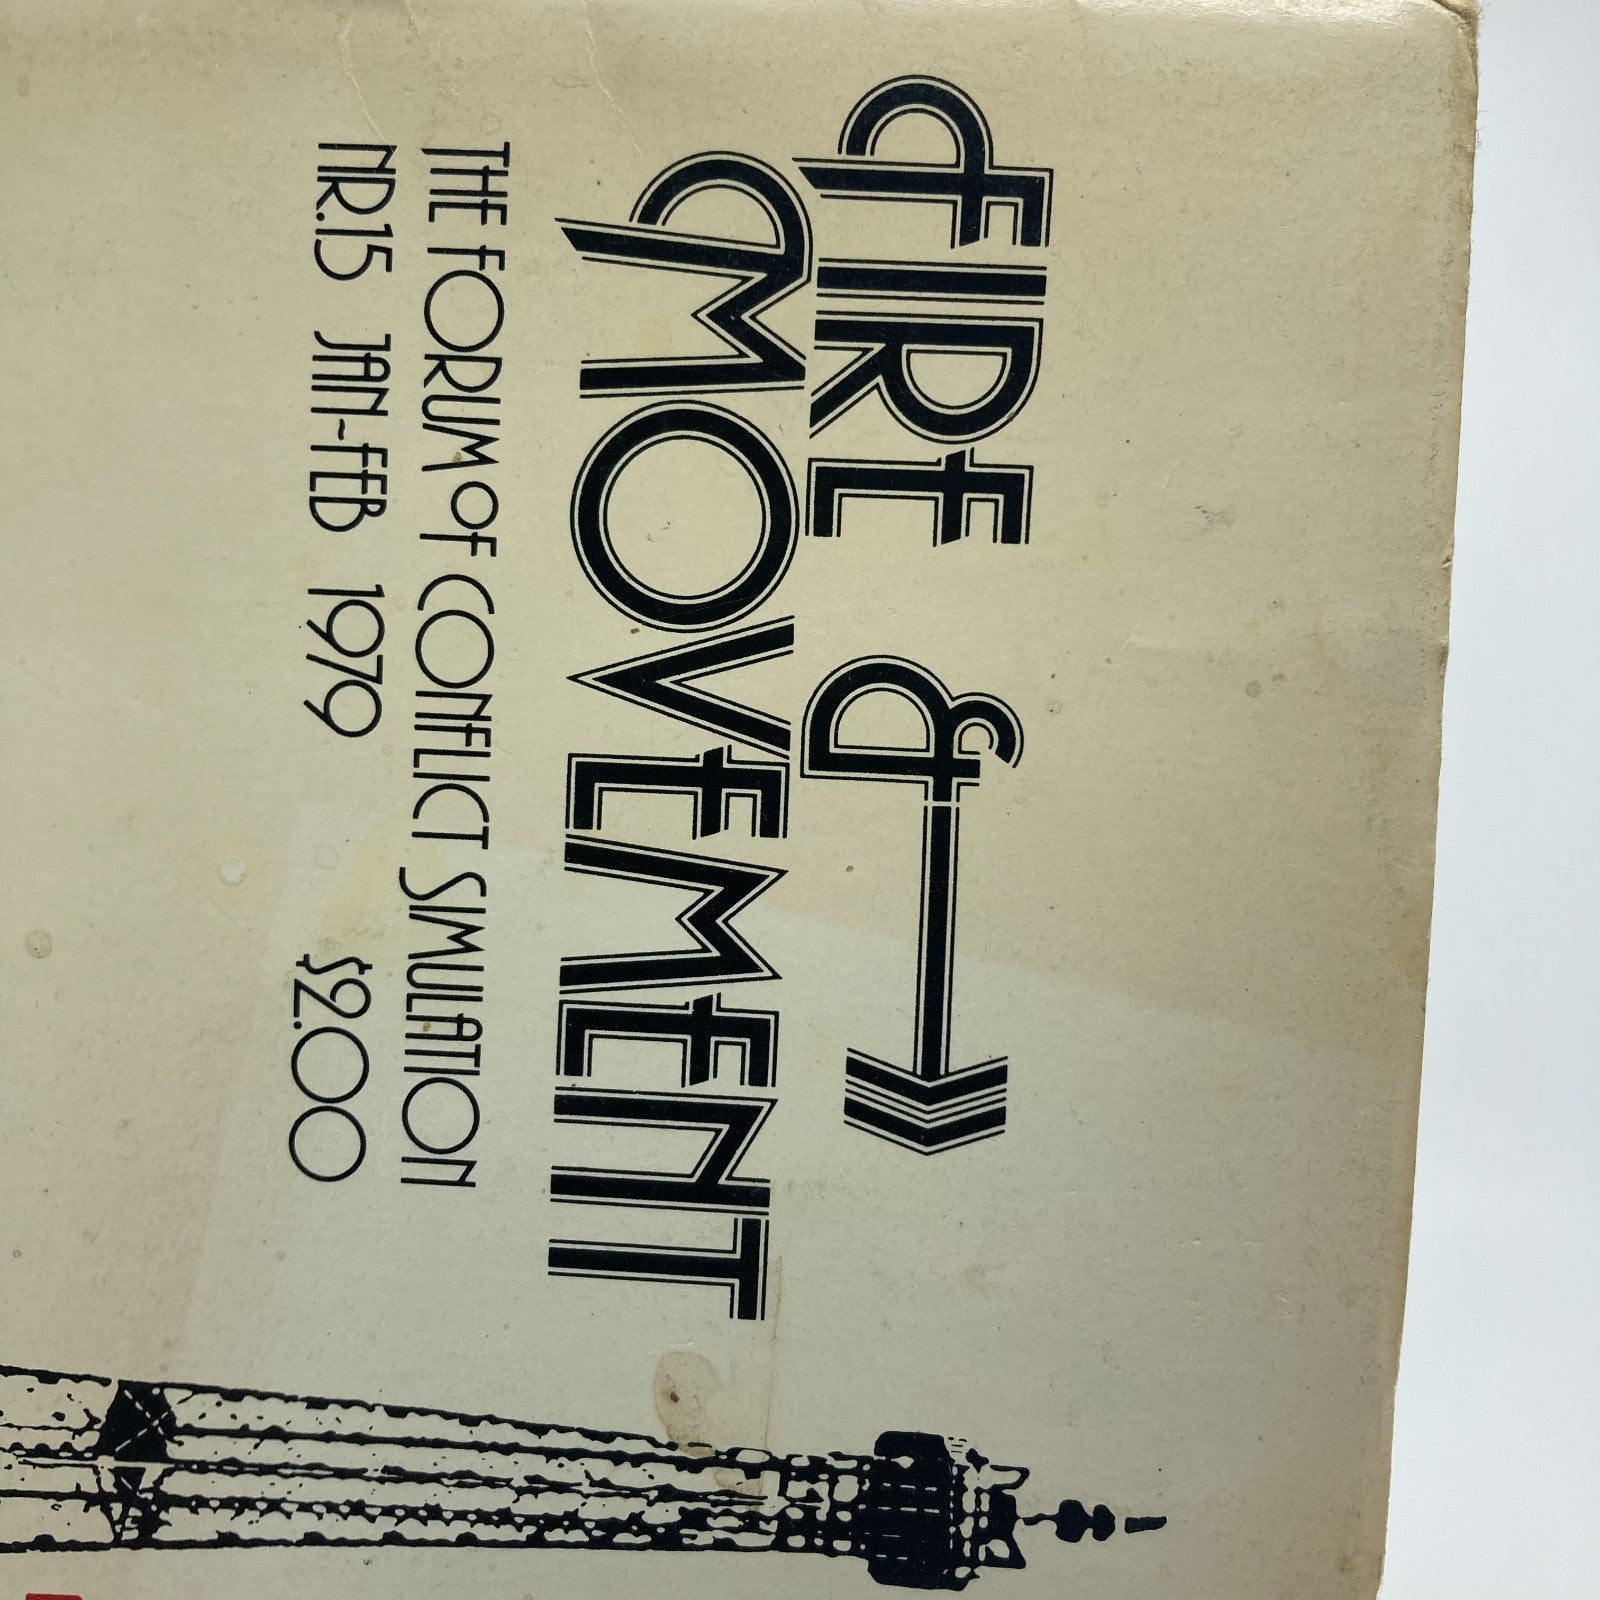 FIRE &
MOVEMENT
THE FORUM OF CONFLICT SIMULATION
NR.15 JAN-FEB 1979 $2.00